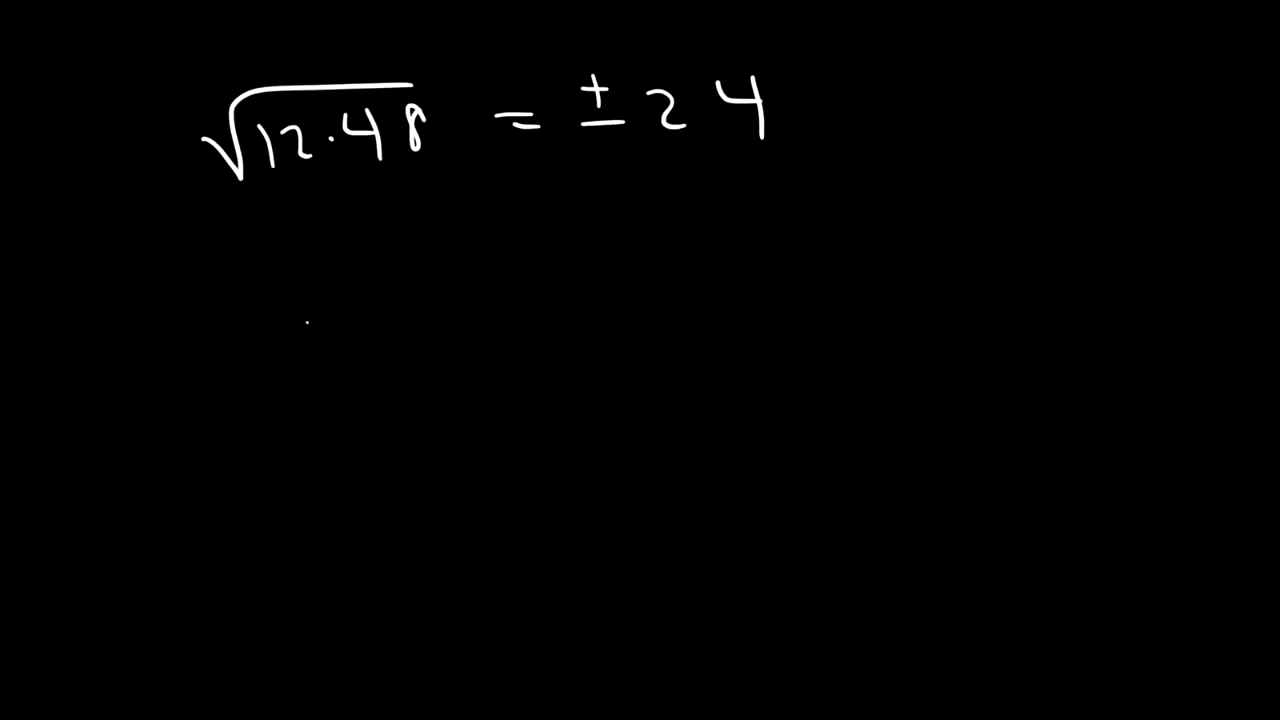 √12·48 = ± 24